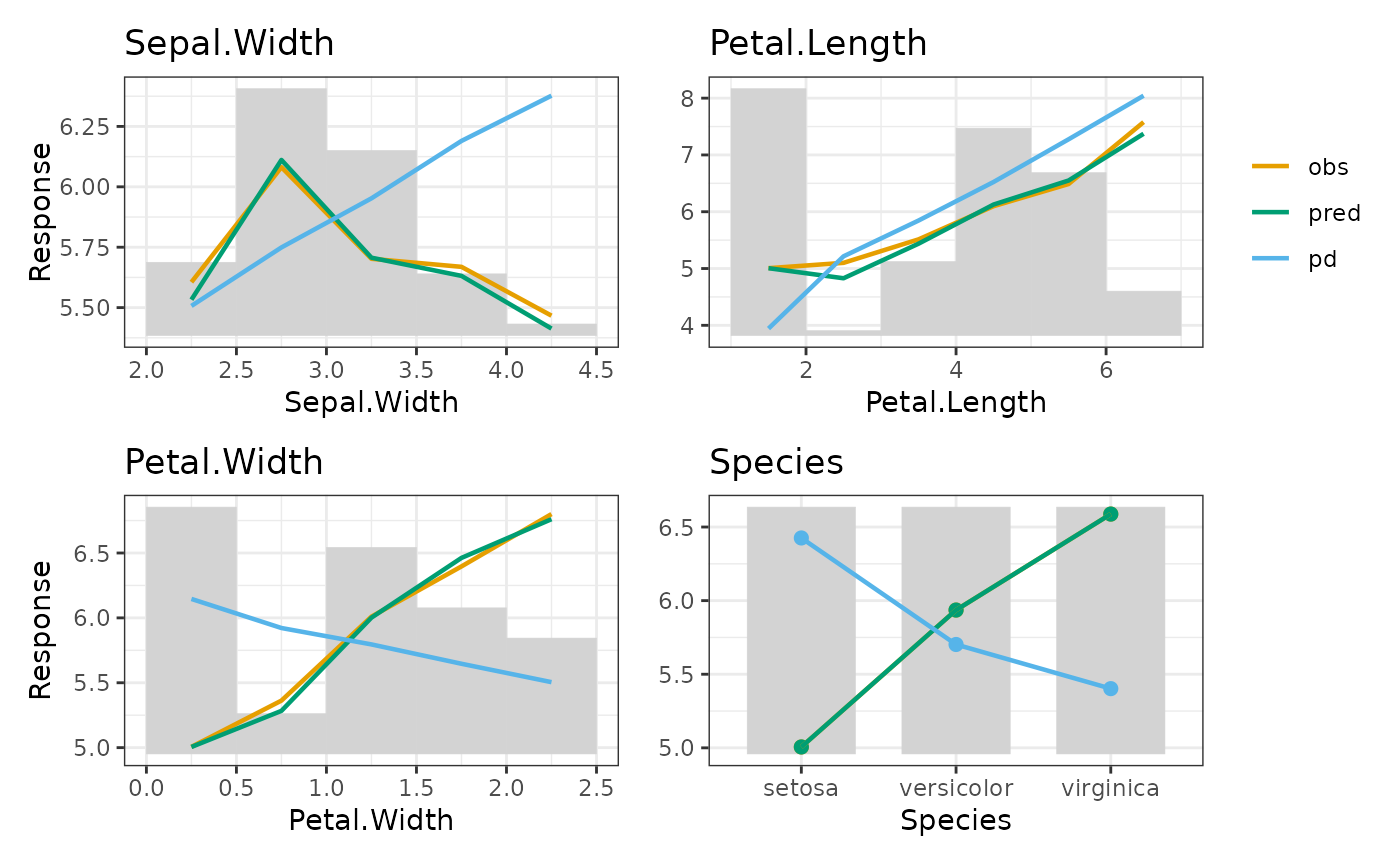 Sepal.Width
Petal.Length
Response
6.25
6.00
5.75
5.50
2.0 2.5 3.0 3.5 4.0 4.5
Sepal.Width
8
7
6
5
4
2 4 6
Petal.Length
obs
pred
pd
Petal.Width
Species
Response
6.5
6.0
5.5
5.0
0.0 0.5 1.0 1.5 2.0 2.5
Petal.Width
6.5
6.0
5.5
5.0
setosa versicolor virginica
Species